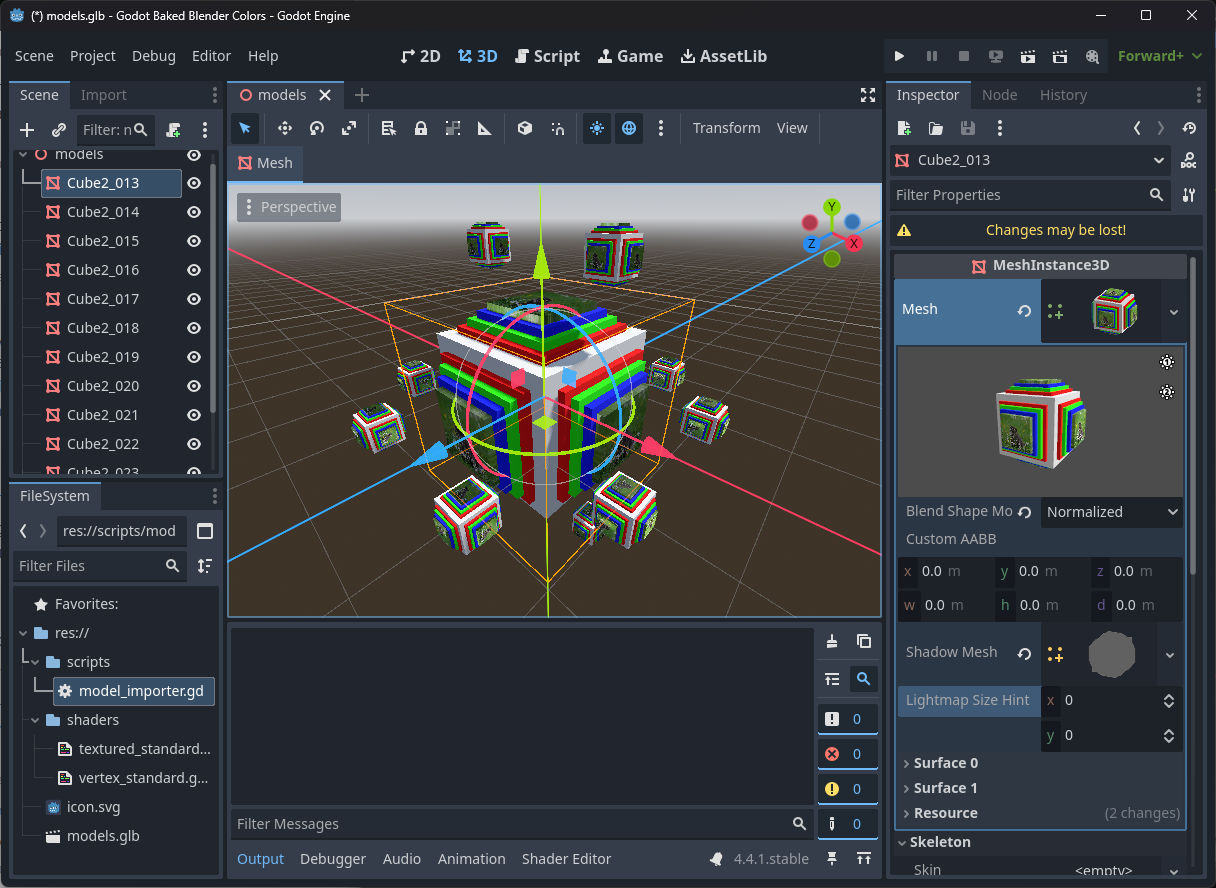 (*) models.glb - Godot Baked Blender Colors - Godot Engine
Scene Project Debug Editor Help
2D 3D Script Game AssetLib
Forward+
Scene Import
Filter: n
models
Cube2_013
Cube2_014
Cube2_015
Cube2_016
Cube2_017
Cube2_018
Cube2_019
Cube2_020
Cube2_021
Cube2_022
Cube2_023
FileSystem
res://scripts/mod
Filter Files
Favorites:
res://
scripts
model_importer.gd
shaders
textured_standard...
vertex_standard.g...
icon.svg
models.glb
models
Transform View
Mesh
Perspective
Y
Z X
Filter Messages
0
0
0
0
Output Debugger Audio Animation Shader Editor
4.4.1.stable
Inspector Node History
Cube2_013
DOC
Filter Properties
Changes may be lost!
MeshInstance3D
Mesh
1
2
Blend Shape Mo Normalized
Custom AABB
x 0.0 m y 0.0 m z 0.0 m
w 0.0 m h 0.0 m d 0.0 m
Shadow Mesh
Lightmap Size Hint x 0
y 0
Surface 0
Surface 1
Resource (2 changes)
Skeleton
Skin <empty>